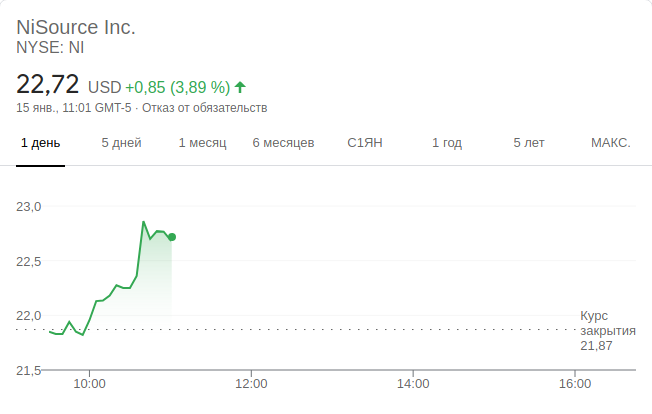 NiSource Inc.
NYSE: NI
22,72 USD +0,85 (3,89 %)
15 янв., 11:01 GMT-5 · Отказ от обязательств
1 день 5 дней 1 месяц 6 месяцев С1ЯН 1 год 5 лет МАКС.
23,0
22,5
22,0
Курс
закрытия
21,87
21,5
10:00 12:00 14:00 16:00